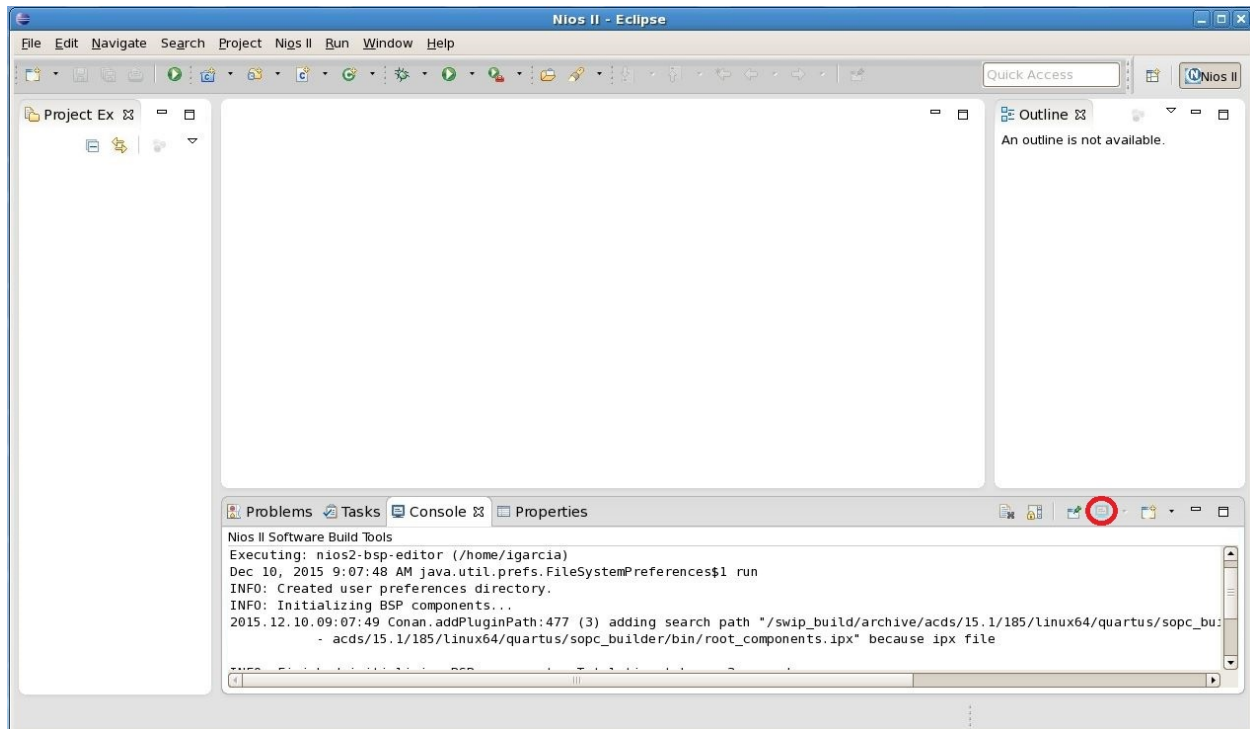 Nios II - Eclipse
File Edit Navigate Search Project Nios II Run Window Help
Quick Access
Nios II
Project Ex
Outline
An outline is not available.
Problems Tasks Console Properties
Nios II Software Build Tools
Executing: nios2-bsp-editor (/home/igarcia)
Dec 10, 2015 9:07:48 AM java.util.prefs.FileSystemPreferences$1 run
INFO: Created user preferences directory.
INFO: Initializing BSP components...
2015.12.10.09:07:49 Conan.addPluginPath:477 (3) adding search path "/swip_build/archive/acds/15.1/185/linux64/quartus/sopc_bu
- acds/15.1/185/linux64/quartus/sopc_builder/bin/root_components.ipx" because ipx file